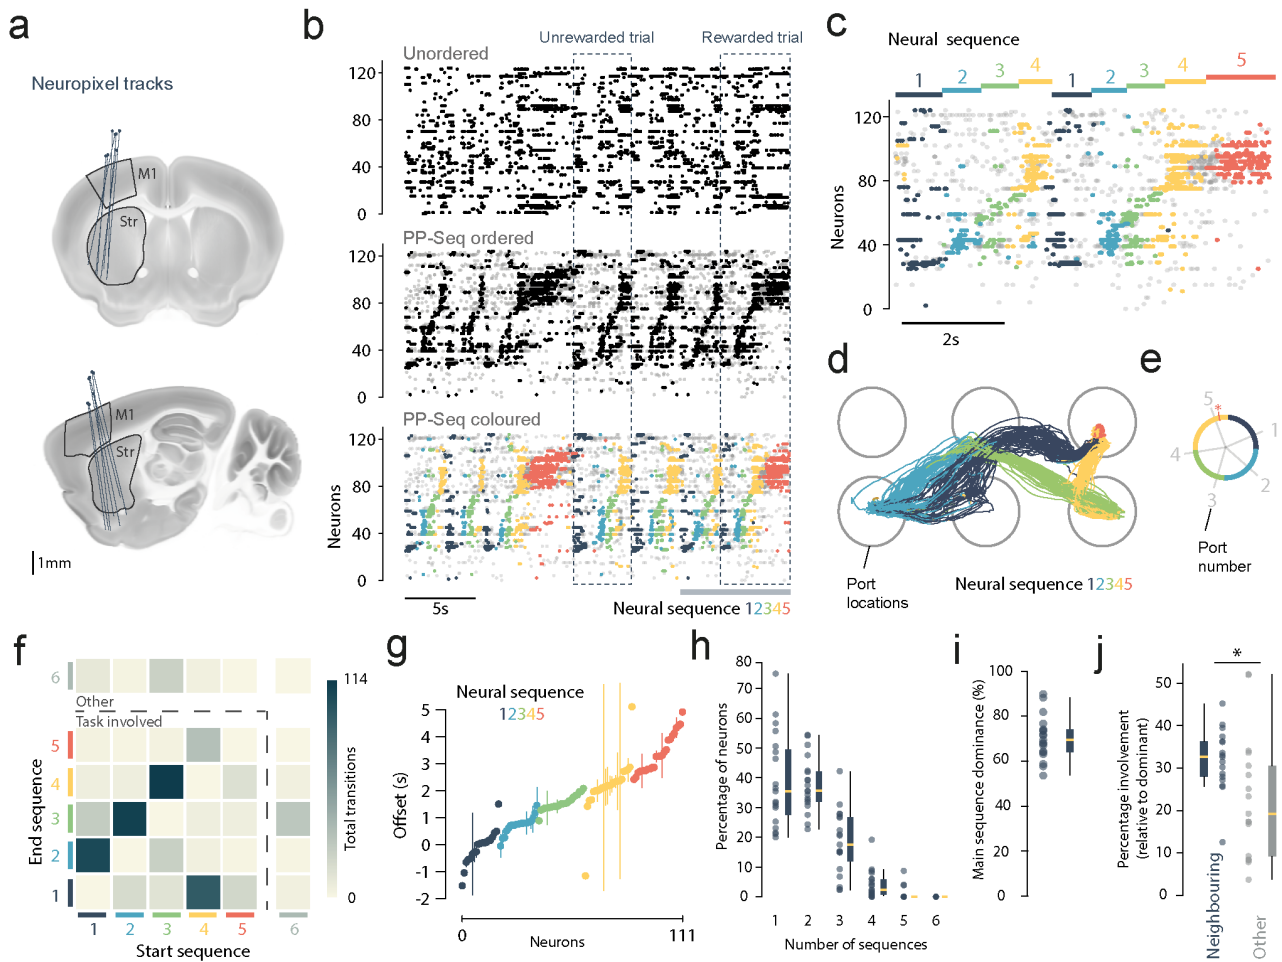 a
Neuropixel tracks
M1
Str
M1
Str
1mm
b
Unrewarded trial
Rewarded trial
Unordered
120
80
40
0
PP-Seq ordered
120
80
40
0
PP-Seq coloured
120
80
40
0
Neurons
5s
Neural sequence 12345
c
Neural sequence
1 2 3 4 1 2 3 4 5
120
80
40
0
Neurons
2s
d
Port
locations
Neural sequence 12345
e
5
*
1
4
2
3
Port
number
f
6
Other
Task involved
5
4
3
2
1
End sequence
1 2 3 4 5 6
Start sequence
114
Total transitions
0
g
Neural sequence
12345
5
4
3
2
1
0
-1
-2
Offset (s)
0 111
Neurons
h
80
70
60
50
40
30
20
10
0
Percentage of neurons
1 2 3 4 5 6
Number of sequences
i
100
80
60
40
20
0
Main sequence dominance (%)
j
*
50
40
30
20
10
0
Percentage involvement
(relative to dominant)
Neighbouring
Other